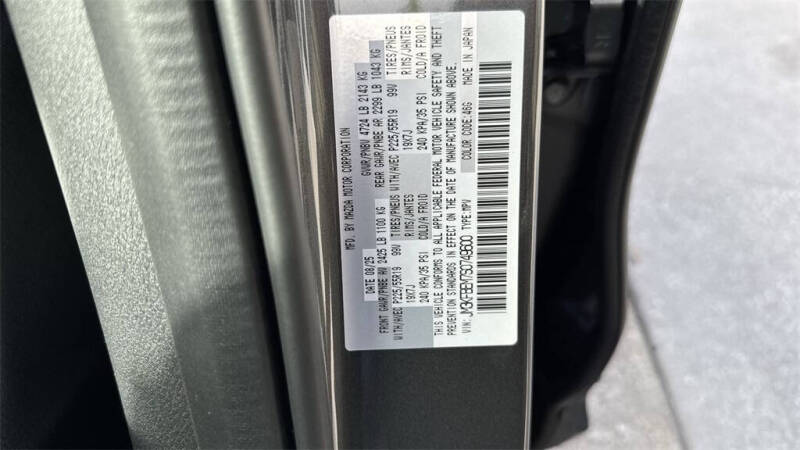 MFD. BY MAZDA MOTOR CORPORATION
DATE 08/25 GVWR/PNBV 4724 LB 2143 KG
FRONT GAWR/PNBE AV 2425 LB 1100 KG REAR GAWR/PNBE AR 2299 LB 1043 KG
WITH/AVEC P225/55R19 99V TIRES/PNEUS WITH/AVEC P225/55R19 99V TIRES/PNEUS
19X7J RIMS/JANTES 19X7J RIMS/JANTES
240 KPA/35 PSI COLD/A FROID 240 KPA/35 PSI COLD/A FROID
THIS VEHICLE CONFORMS TO ALL APPLICABLE FEDERAL MOTOR VEHICLE SAFETY AND THEFT
PREVENTION STANDARDS IN EFFECT ON THE DATE OF MANUFACTURE SHOWN ABOVE.
VIN: TYPE:MPV COLOR CODE:46G MADE IN JAPAN